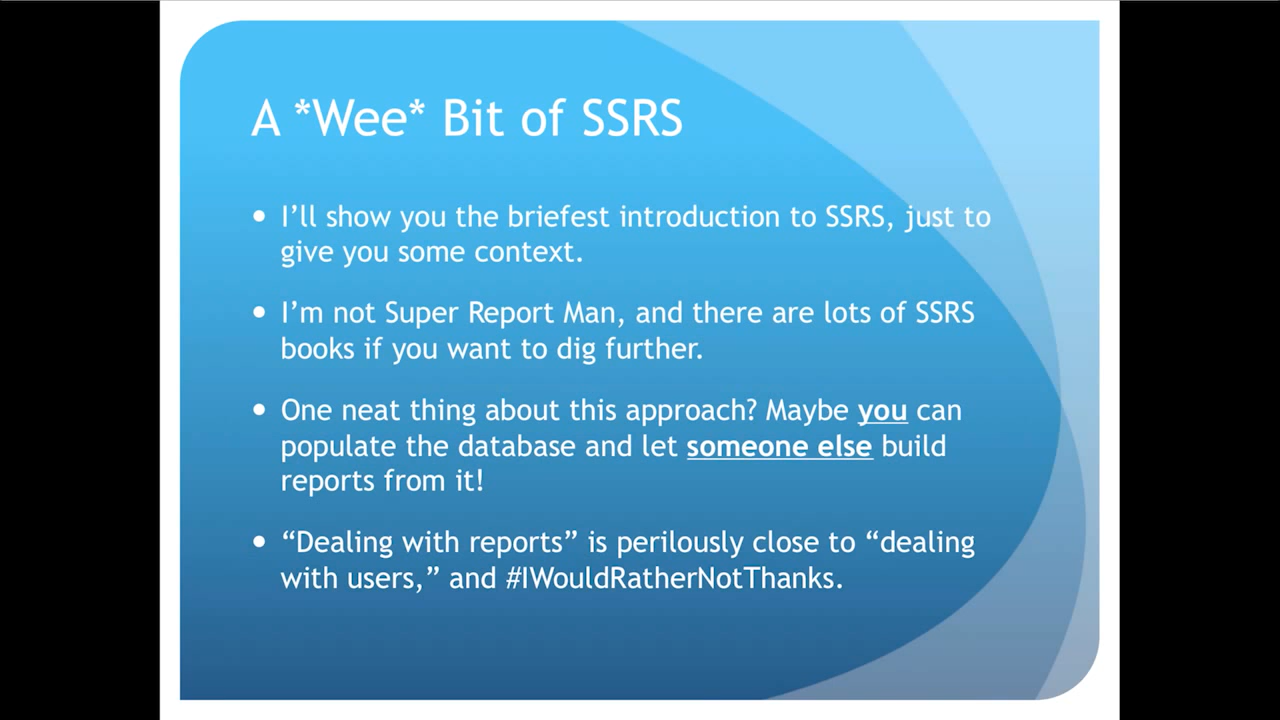 A *Wee* Bit of SSRS
• I’ll show you the briefest introduction to SSRS, just to
give you some context.
• I’m not Super Report Man, and there are lots of SSRS
books if you want to dig further.
• One neat thing about this approach? Maybe you can
populate the database and let someone else build
reports from it!
• “Dealing with reports” is perilously close to “dealing
with users,” and #IWouldRatherNotThanks.